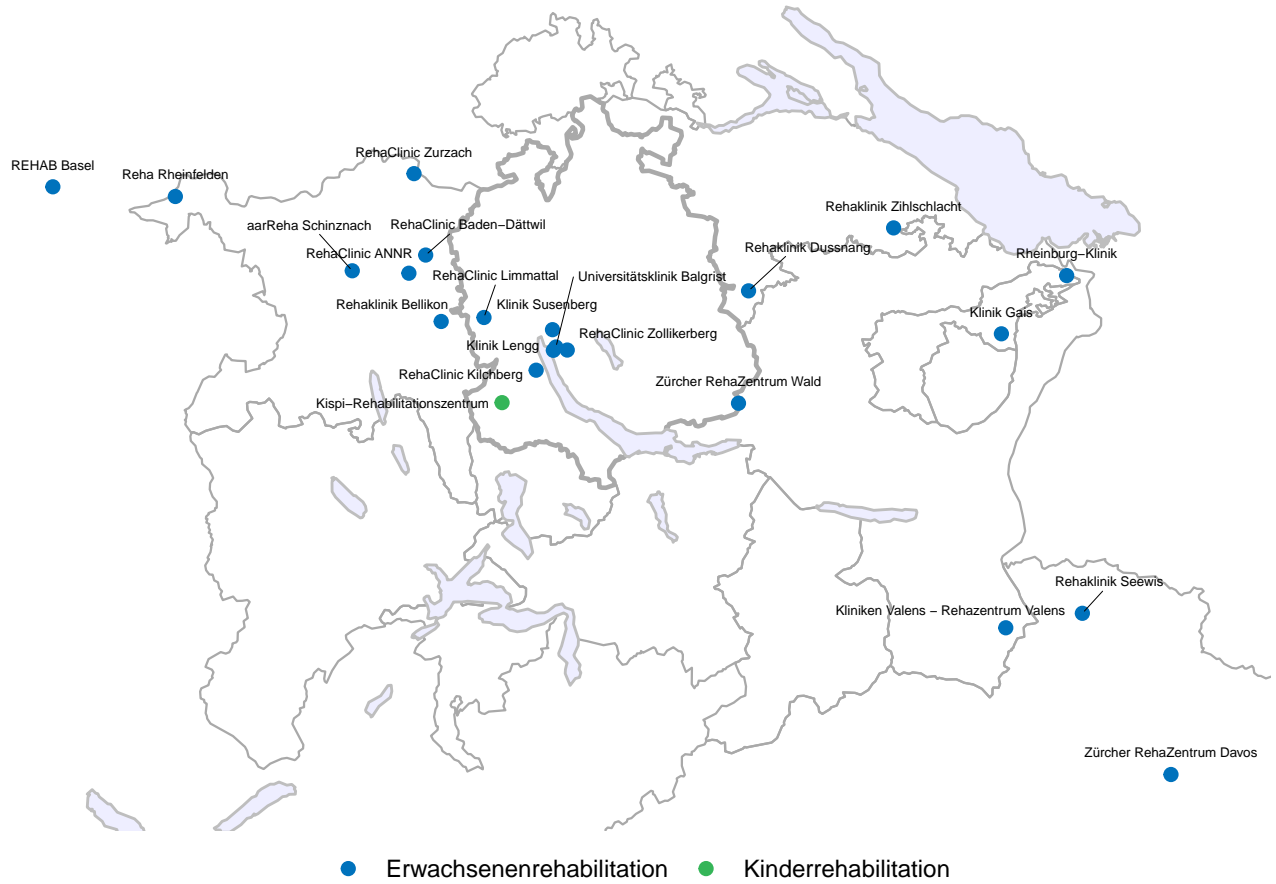 RehaClinic Zurzach
REHAB Basel
Reha Rheinfelden
Rehaklinik Zihlschlacht
aarReha Schinznach
RehaClinic Baden−Dättwil
Rehaklinik Dussnang
RehaClinic ANNR
Rheinburg−Klinik
RehaClinic Limmattal
Universitätsklinik Balgrist
Rehaklinik Bellikon
Klinik Susenberg
Klinik Gais
RehaClinic Zollikerberg
Klinik Lengg
RehaClinic Kilchberg
Zürcher RehaZentrum Wald
Kispi−Rehabilitationszentrum
Rehaklinik Seewis
Kliniken Valens − Rehazentrum Valens
Zürcher RehaZentrum Davos
Erwachsenenrehabilitation
Kinderrehabilitation